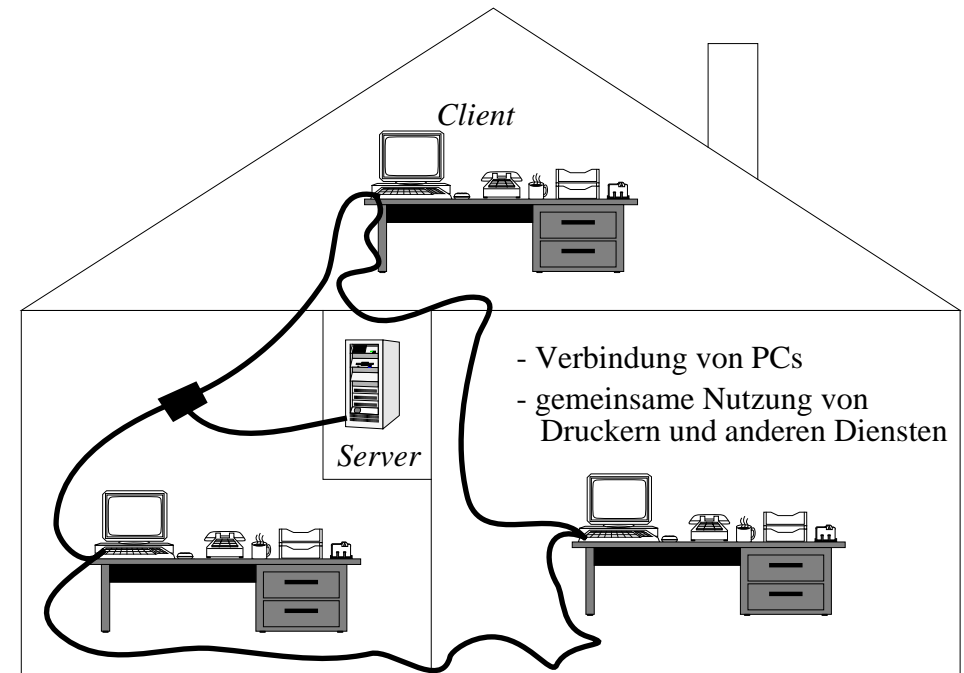 Client
- Verbindung von PCs
- gemeinsame Nutzung von
Druckern und anderen Diensten
Server